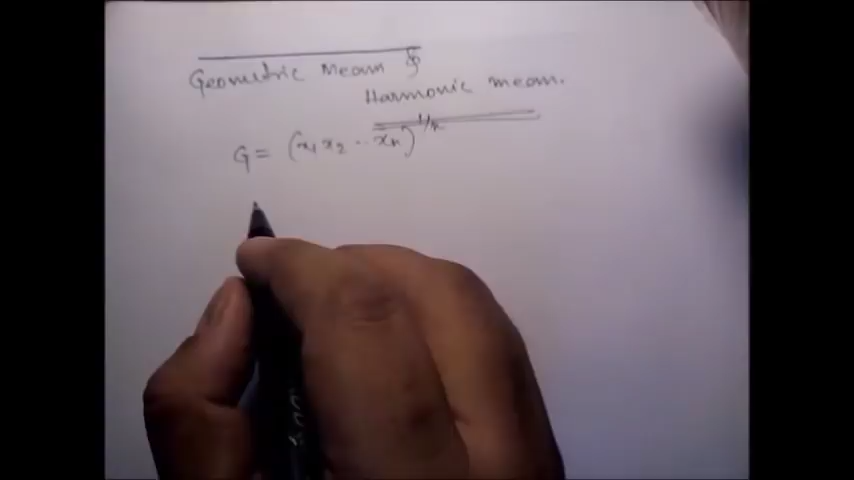 Geometric Mean &
Harmonic mean.
G = (x₁ x₂ ·· xₙ)^1/n